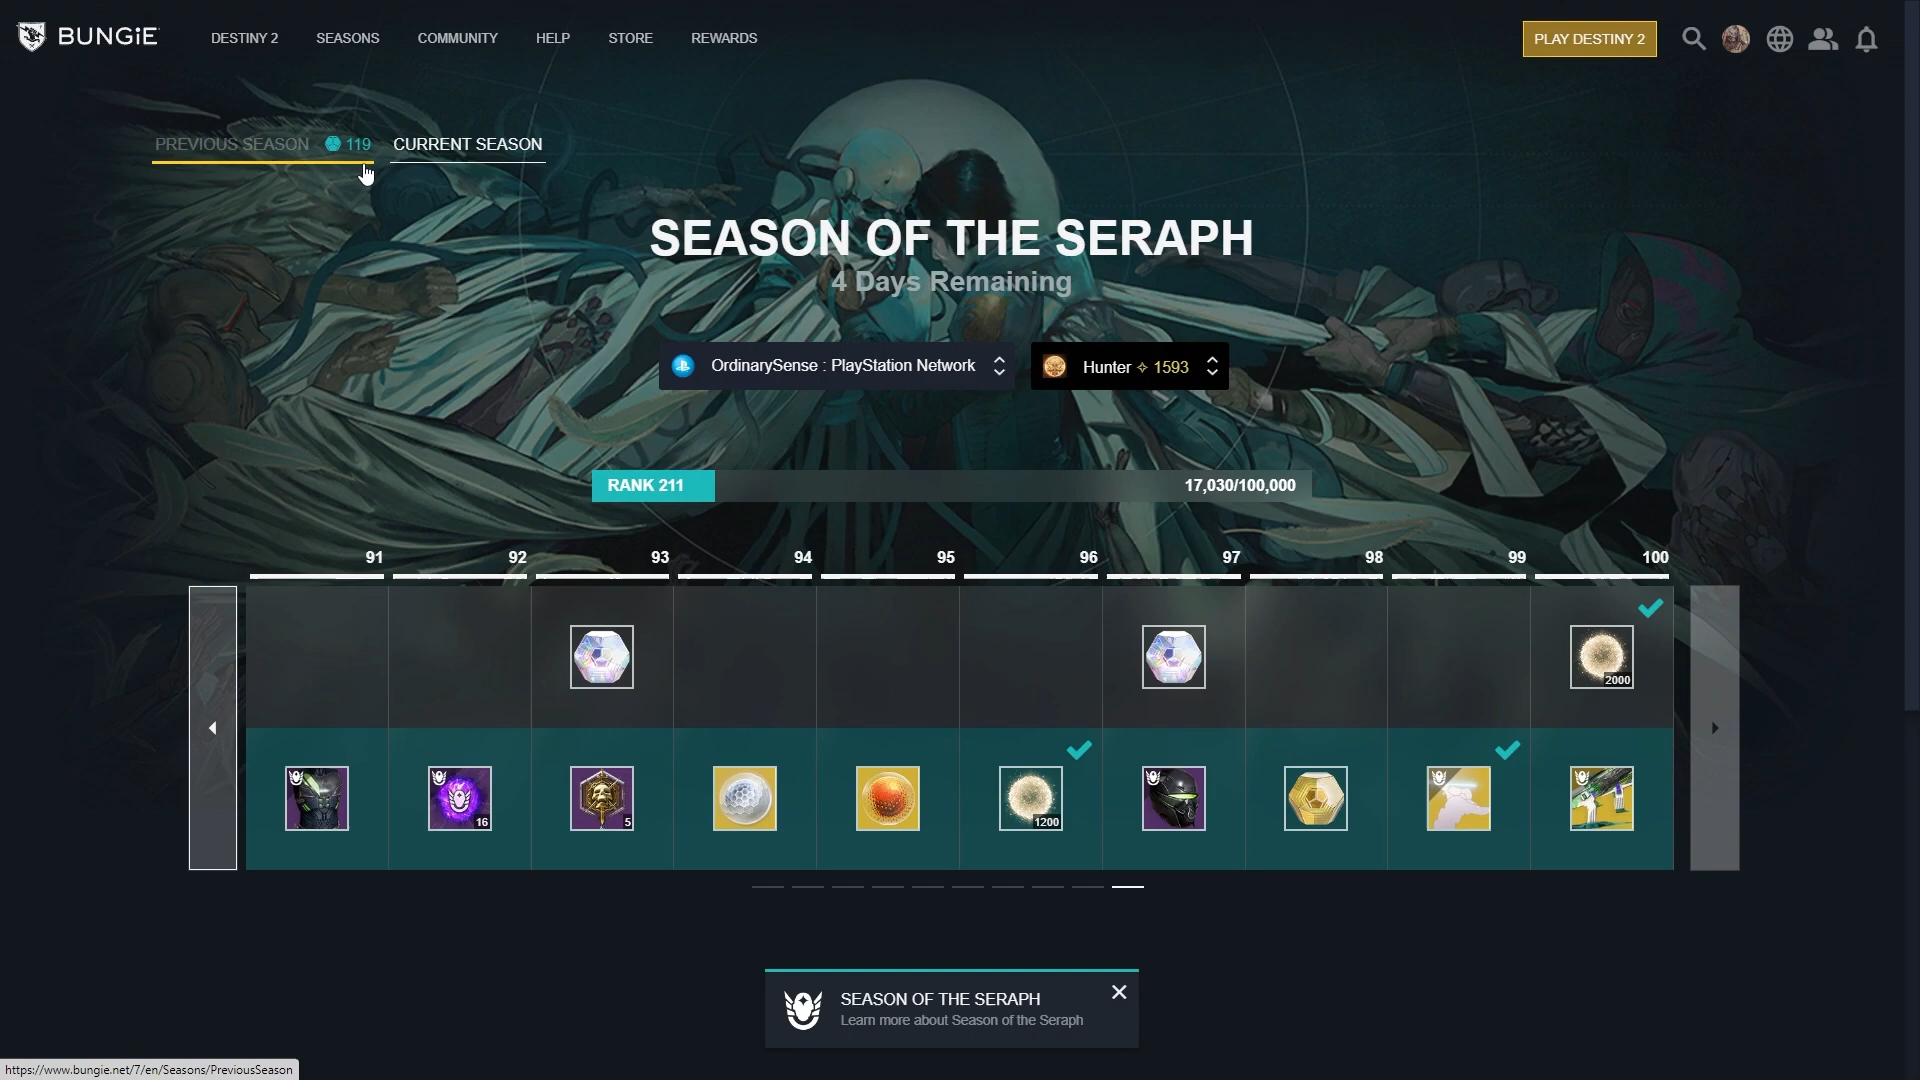 BUNGiE
DESTINY 2 SEASONS COMMUNITY HELP STORE REWARDS
PLAY DESTINY 2
PREVIOUS SEASON 119 CURRENT SEASON
SEASON OF THE SERAPH
4 Days Remaining
OrdinarySense : PlayStation Network
Hunter 1593
RANK 211 17,030/100,000
91 92 93 94 95 96 97 98 99 100
2000
16 5 1200
SEASON OF THE SERAPH
Learn more about Season of the Seraph
https://www.bungie.net/7/en/Seasons/PreviousSeason